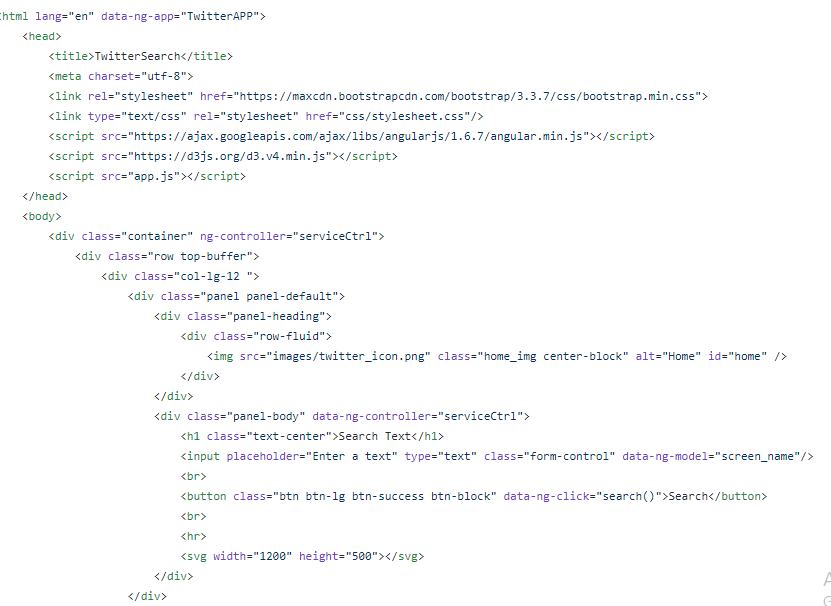 html lang="en" data-ng-app="TwitterAPP">
<head>
<title>TwitterSearch</title>
<meta charset="utf-8">
<link rel="stylesheet" href="https://maxcdn.bootstrapcdn.com/bootstrap/3.3.7/css/bootstrap.min.css">
<link type="text/css" rel="stylesheet" href="css/stylesheet.css"/>
<script src="https://ajax.googleapis.com/ajax/libs/angularjs/1.6.7/angular.min.js"></script>
<script src="https://d3js.org/d3.v4.min.js"></script>
<script src="app.js"></script>
</head>
<body>
<div class="container" ng-controller="serviceCtrl">
<div class="row top-buffer">
<div class="col-lg-12 ">
<div class="panel panel-default">
<div class="panel-heading">
<div class="row-fluid">
<img src="images/twitter_icon.png" class="home_img center-block" alt="Home" id="home" />
</div>
</div>
<div class="panel-body" data-ng-controller="serviceCtrl">
<h1 class="text-center">Search Text</h1>
<input placeholder="Enter a text" type="text" class="form-control" data-ng-model="screen_name"/>
<br>
<button class="btn btn-lg btn-success btn-block" data-ng-click="search()">Search</button>
<br>
<hr>
<svg width="1200" height="500"></svg>
</div>
</div>